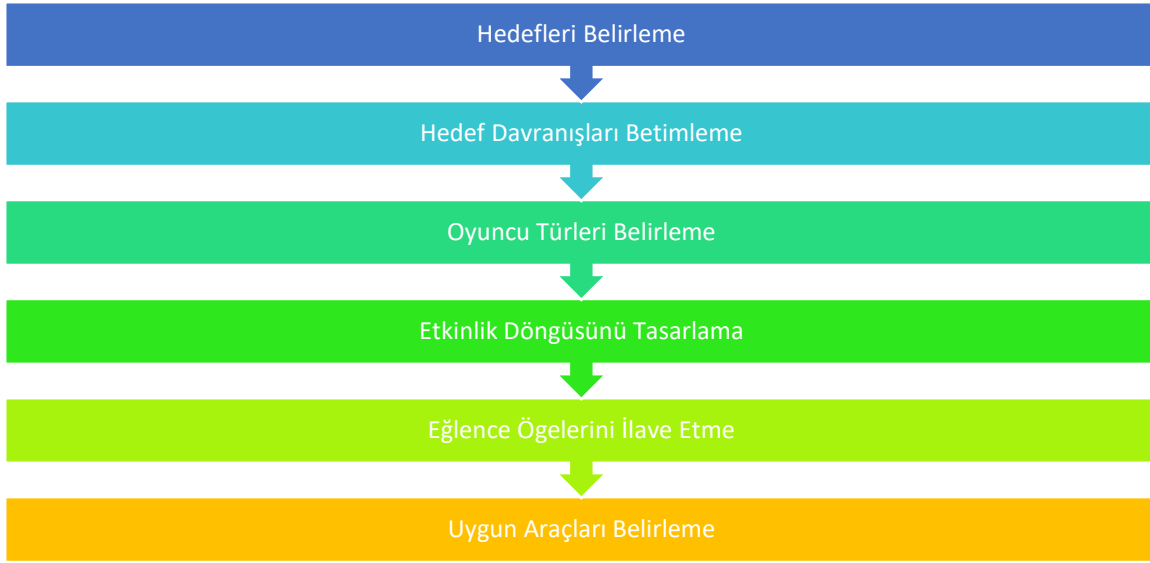 Hedefleri Belirleme
Hedef Davranışları Betimleme
Oyuncu Türleri Belirleme
Etkinlik Döngüsünü Tasarlama
Eğlence Ögelerini İlave Etme
Uygun Araçları Belirleme